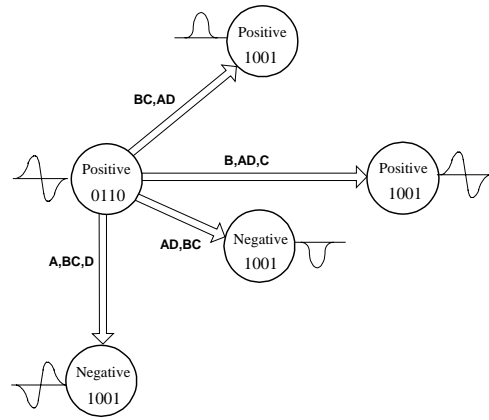 Positive
1001
BC,AD
B,AD,C
Positive
0110
Positive
1001
AD,BC
Negative
1001
A,BC,D
Negative
1001